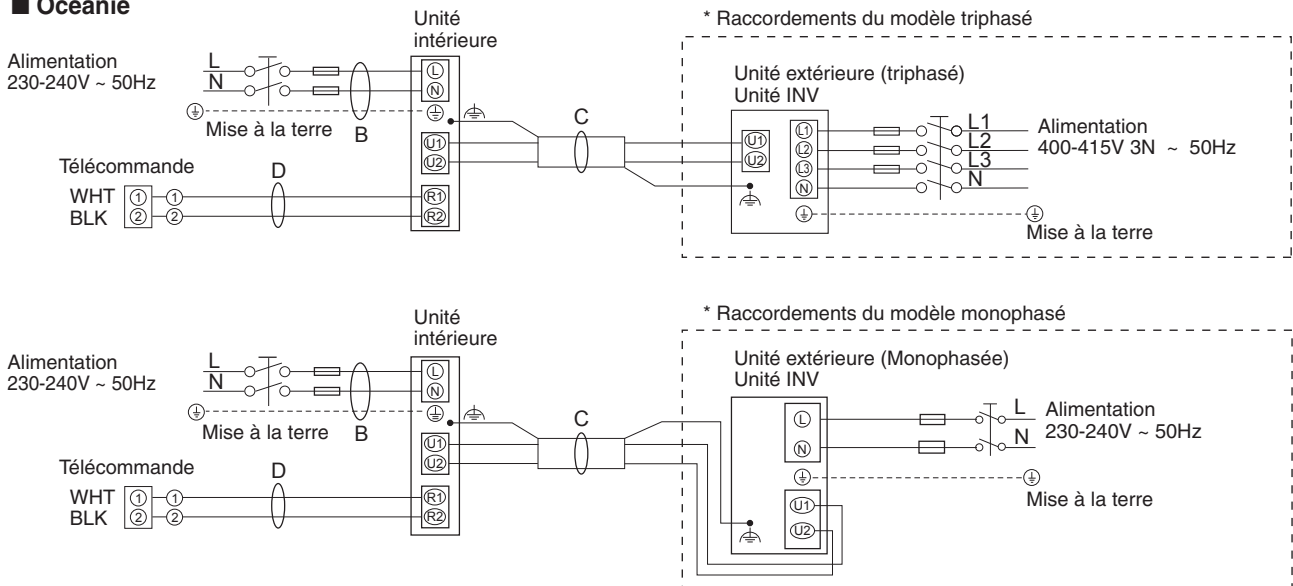 ■ Océanie
Unité
intérieure
* Raccordements du modèle triphasé
Alimentation
230-240V ~ 50Hz
L
N
Mise à la terre
B
L
N
U1
U2
R1
R2
C
Télécommande
WHT 1 1
BLK 2 2
D
Unité extérieure (triphasé)
Unité INV
U1
U2
L1
L2
L3
N
L1
L2
L3
N
Alimentation
400-415V 3N ~ 50Hz
Mise à la terre
Unité
intérieure
* Raccordements du modèle monophasé
Alimentation
230-240V ~ 50Hz
L
N
Mise à la terre
B
L
N
U1
U2
R1
R2
C
Télécommande
WHT 1 1
BLK 2 2
D
Unité extérieure (Monophasée)
Unité INV
L
N
U1
U2
L
N
Alimentation
230-240V ~ 50Hz
Mise à la terre